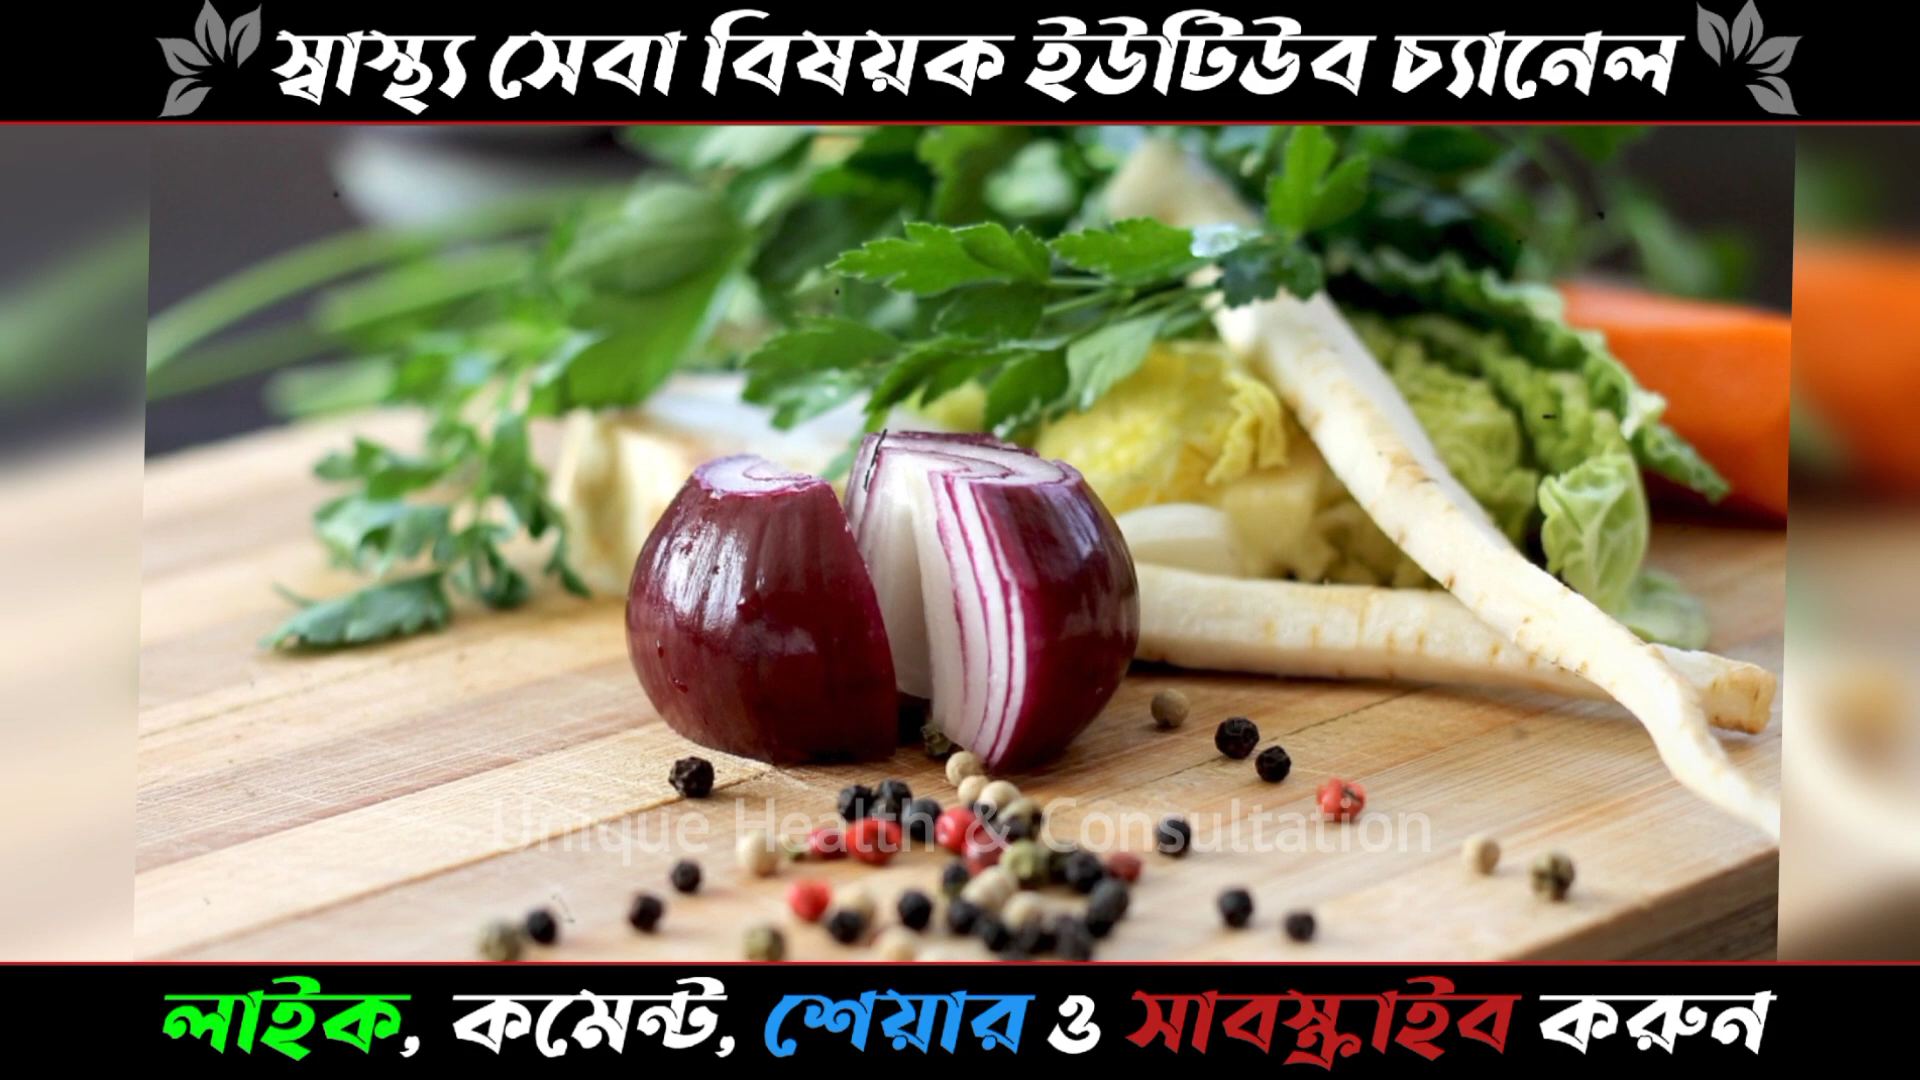 স্বাস্থ্য সেবা বিষয়ক ইউটিউব চ্যানেল
Unique Health & Consultation
লাইক, কমেন্ট, শেয়ার ও সাবস্ক্রাইব করুন